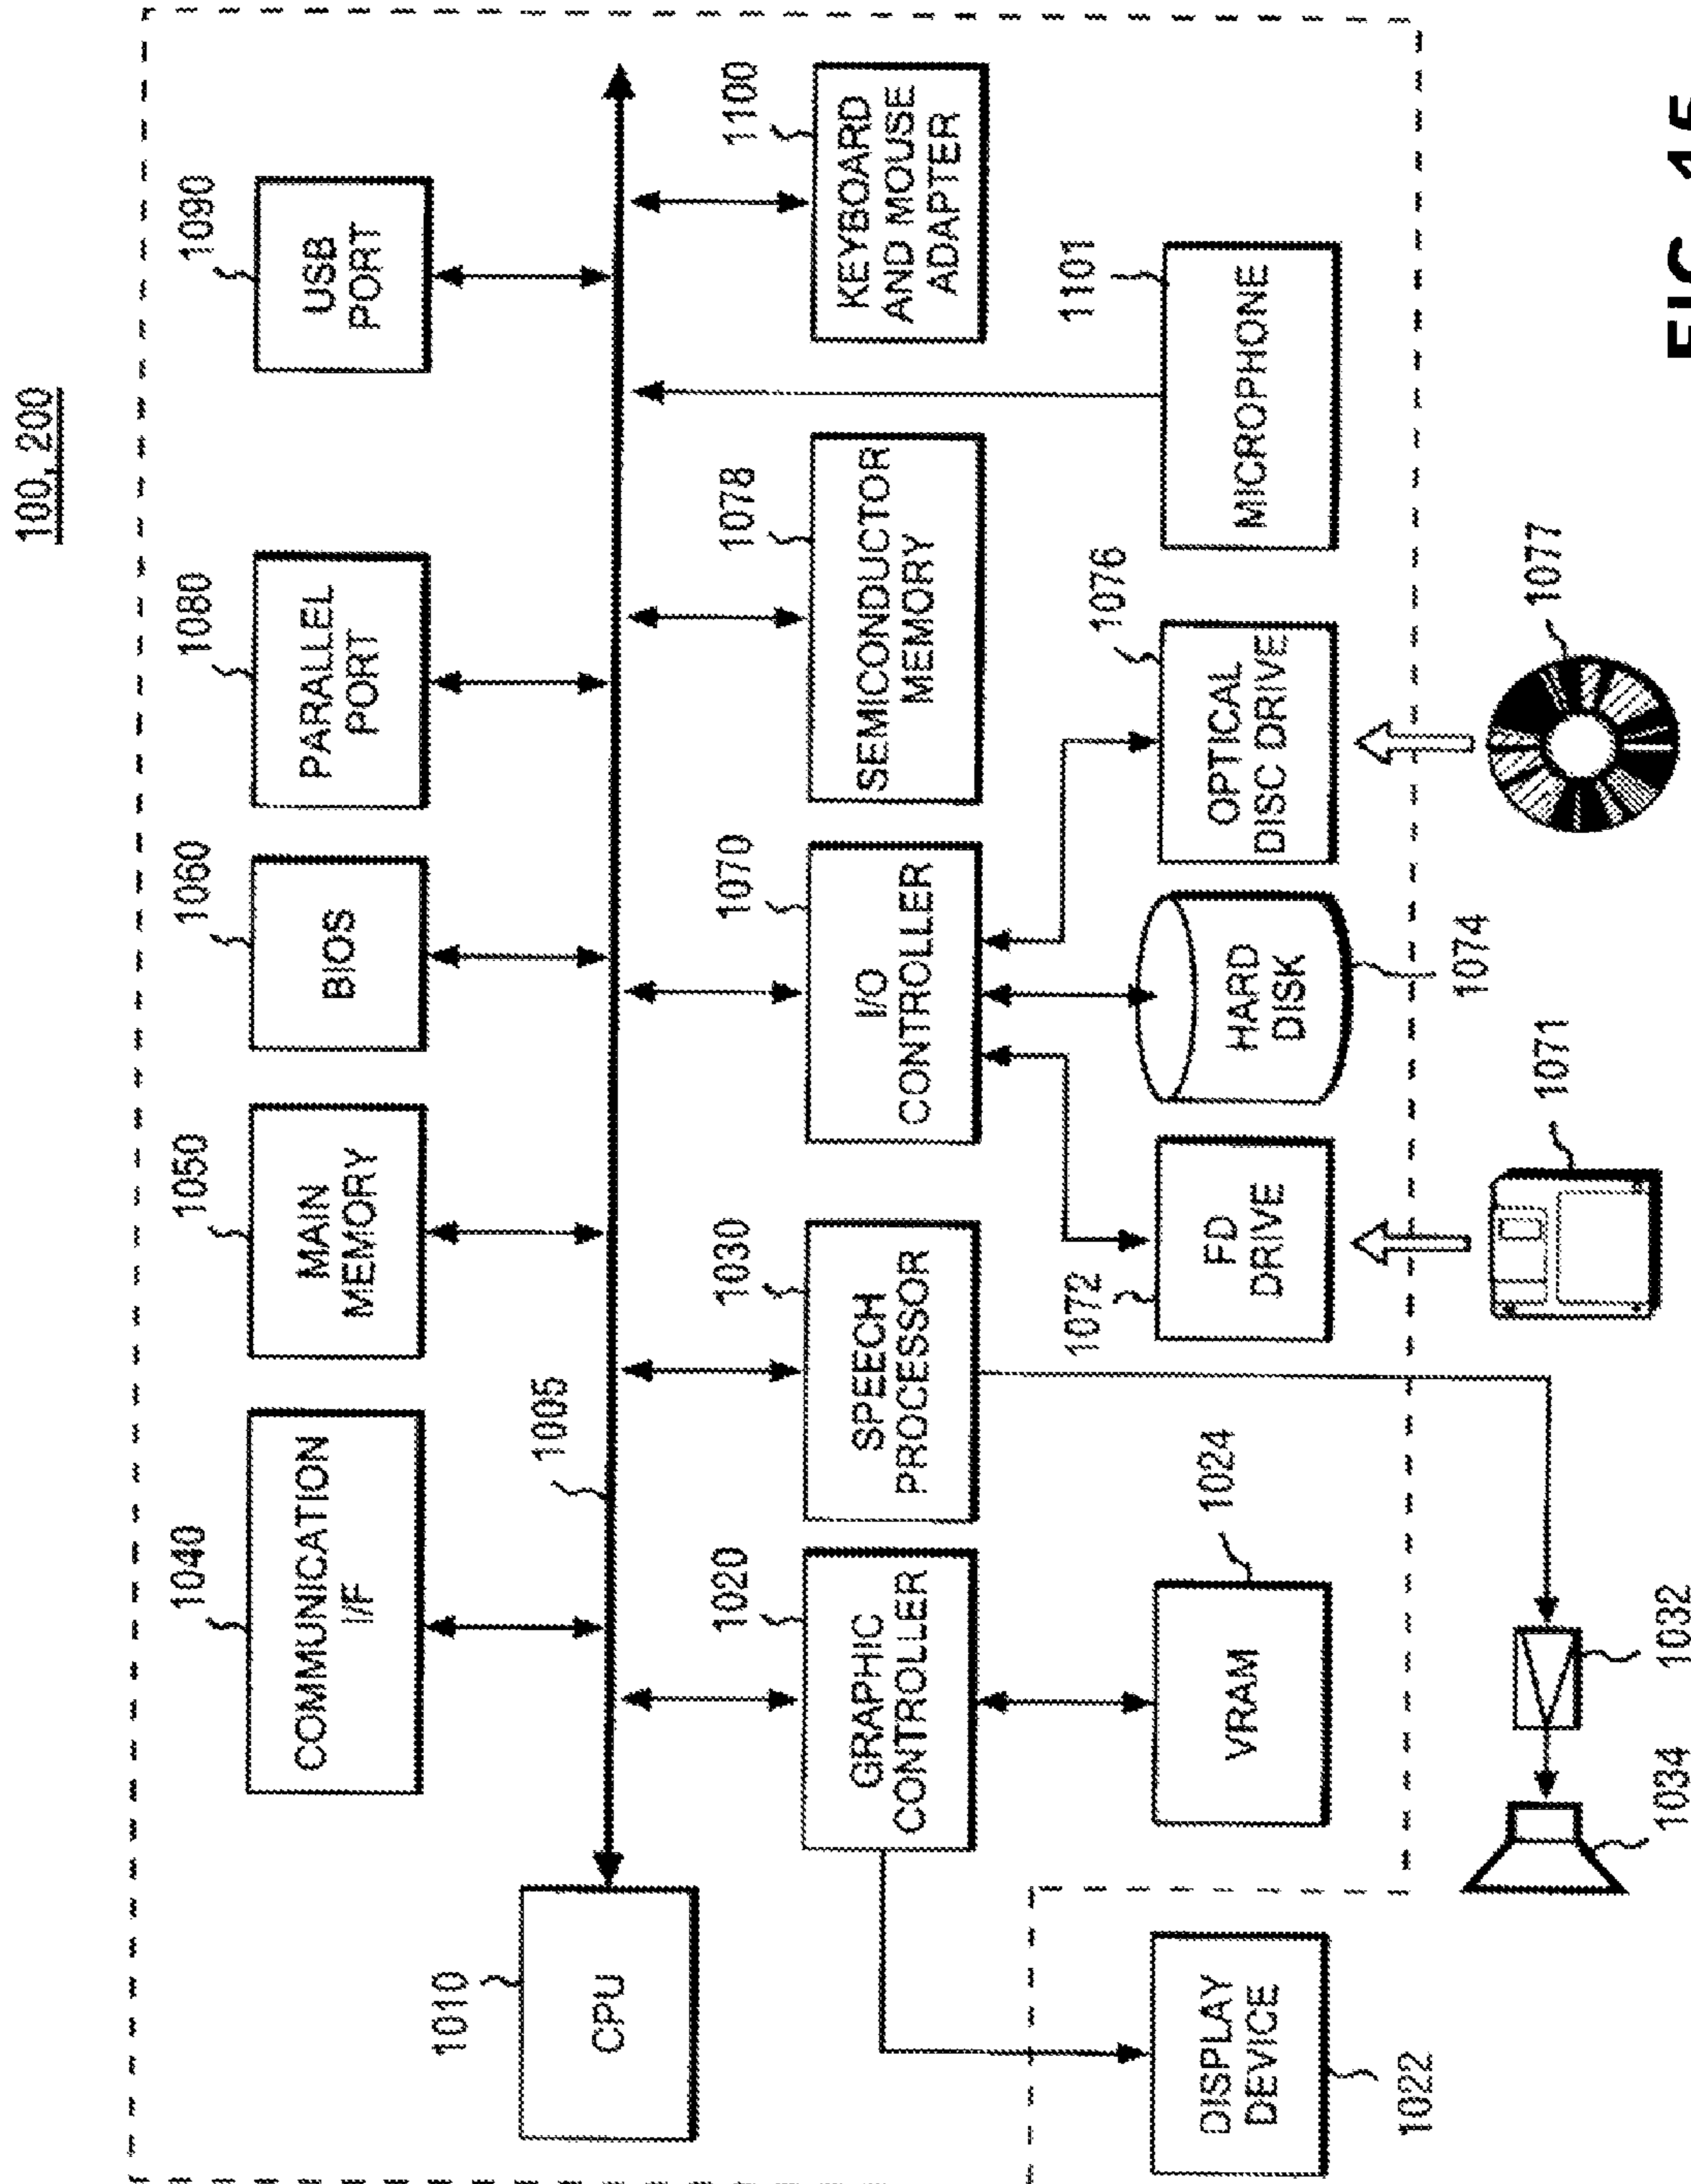 100, 200
1010
CPU
1040
COMMUNICATION
I/F
1050
MAIN
MEMORY
1060
BIOS
1080
PARALLEL
PORT
1090
USB
PORT
1005
1020
GRAPHIC
CONTROLLER
1030
SPEECH
PROCESSOR
1070
I/O
CONTROLLER
1078
SEMICONDUCTOR
MEMORY
1100
KEYBOARD
AND MOUSE
ADAPTER
DISPLAY
DEVICE
1022
VRAM
1024
1072
FD
DRIVE
HARD
DISK
1074
1076
OPTICAL
DISC DRIVE
1101
MICROPHONE
1034
1032
1071
1077
FIG. 15